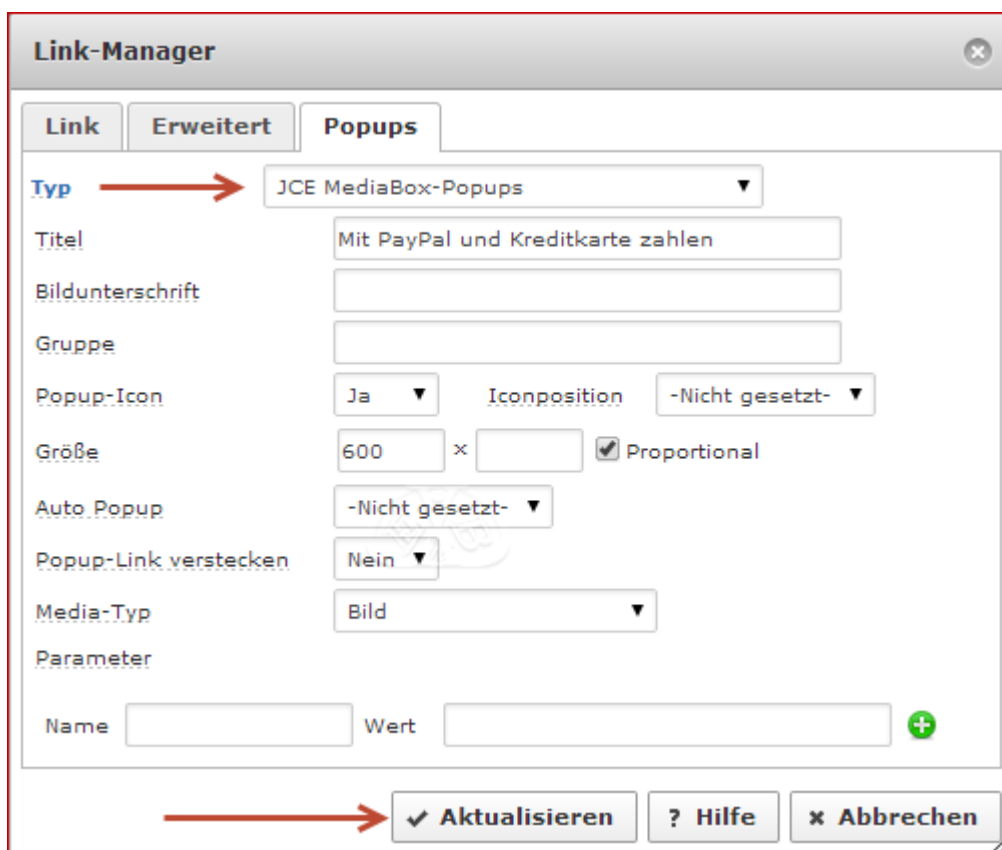 Link-Manager
Link Erweitert Popups
Typ JCE MediaBox-Popups
Titel Mit PayPal und Kreditkarte zahlen
Bildunterschrift
Gruppe
Popup-Icon Ja Iconposition -Nicht gesetzt-
Größe 600 x Proportional
Auto Popup -Nicht gesetzt-
Popup-Link verstecken Nein
Media-Typ Bild
Parameter
Name Wert
Aktualisieren ? Hilfe Abbrechen